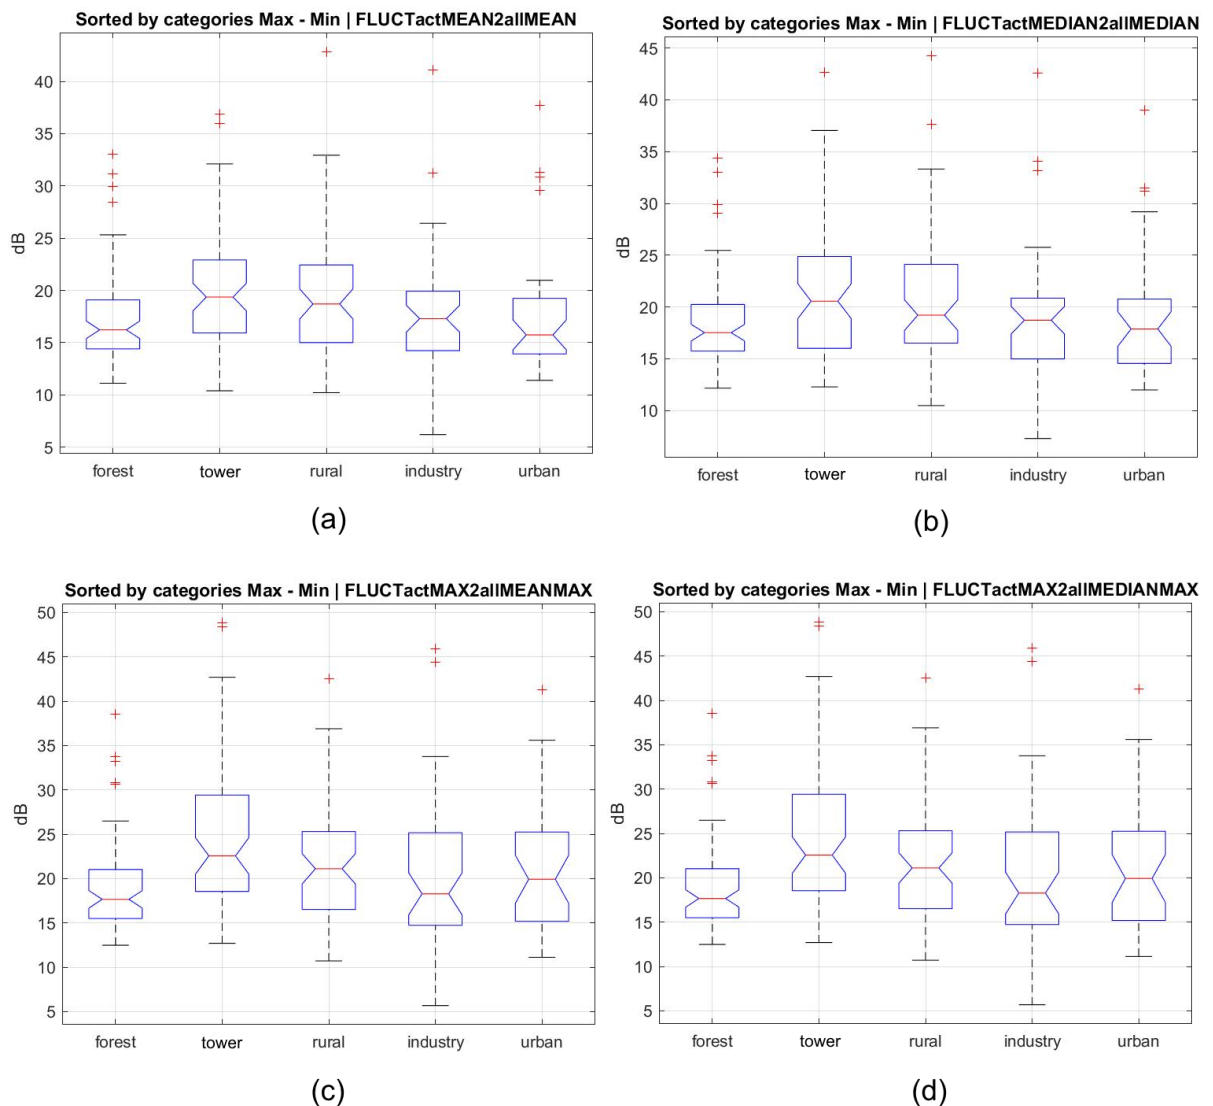 Sorted by categories Max - Min | FLUCTactMEAN2allMEAN
40
35
30
25
20
15
10
5
dB
forest tower rural industry urban
(a)
Sorted by categories Max - Min | FLUCTactMEDIAN2allMEDIAN
45
40
35
30
25
20
15
10
dB
forest tower rural industry urban
(b)
Sorted by categories Max - Min | FLUCTactMAX2allMEANMAX
50
45
40
35
30
25
20
15
10
5
dB
forest tower rural industry urban
(c)
Sorted by categories Max - Min | FLUCTactMAX2allMEDIANMAX
50
45
40
35
30
25
20
15
10
5
dB
forest tower rural industry urban
(d)